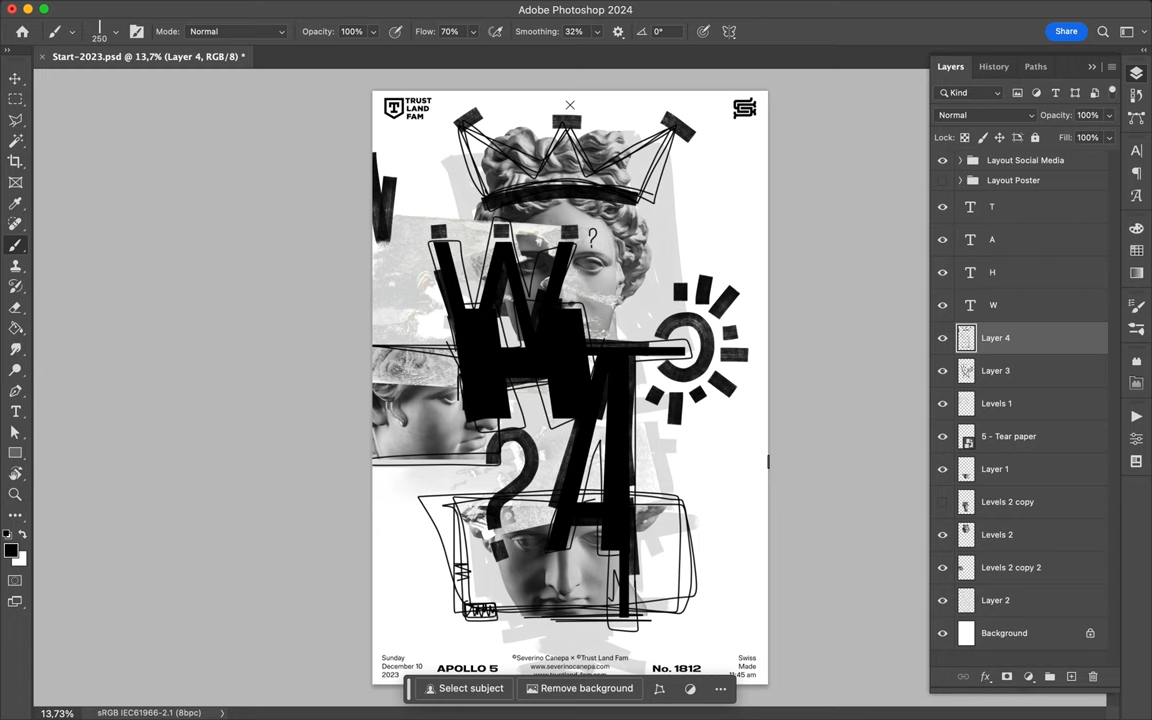 Adobe Photoshop 2024
250
Mode: Normal
Opacity: 100%
Flow: 70%
Smoothing: 32%
0°
Share
Start-2023.psd @ 13,7% (Layer 4, RGB/8) *
Layers
History
Paths
Kind
Normal
Opacity: 100%
Lock:
Fill: 100%
Layout Social Media
Layout Poster
T
A
H
W
Layer 4
Layer 3
Levels 1
5 - Tear paper
Layer 1
Levels 2 copy
Levels 2
Levels 2 copy 2
Layer 2
Background
TRUST
LAND
FAM
?
W
H
A
T
?
Sunday
December 10
2023
APOLLO 5
©Severino Canepa × ©Trust Land Fam
www.severinocanepa.com
No. 1812
Swiss
Made
11:45 am
Select subject
Remove background
13,73%
sRGB IEC61966-2.1 (8bpc)